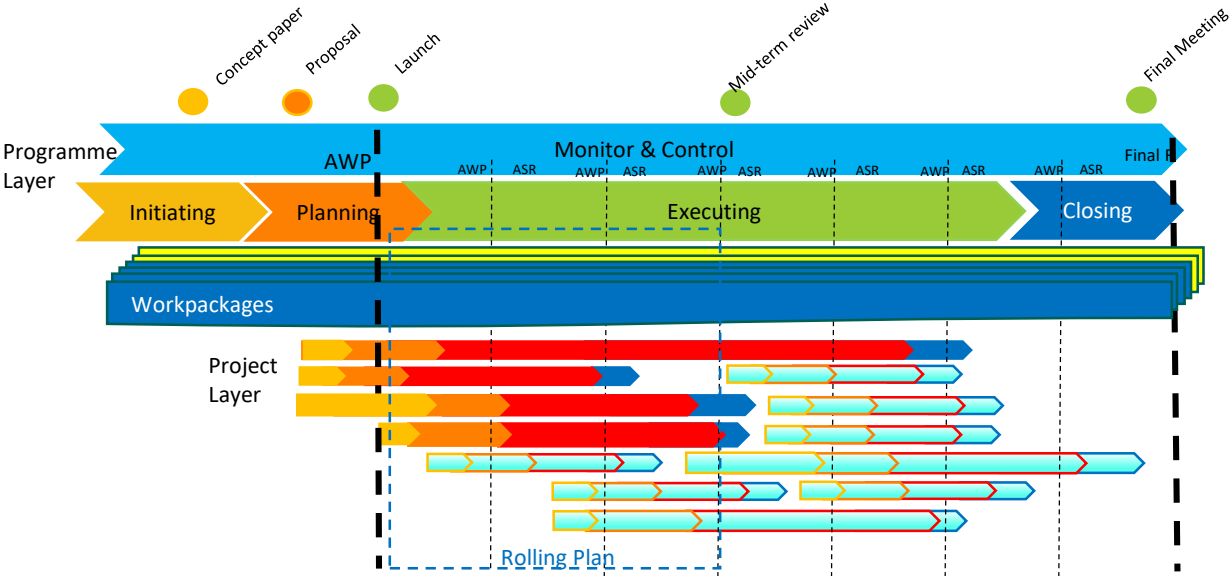 Concept paper
Proposal
Launch
Mid-term review
Final Meeting
Programme
Layer
Monitor & Control
AWP
AWP ASR
AWP ASR
AWP ASR
AWP ASR
AWP ASR
AWP ASR
Final
Initiating
Planning
Executing
Closing
Workpackages
Project
Layer
Rolling Plan